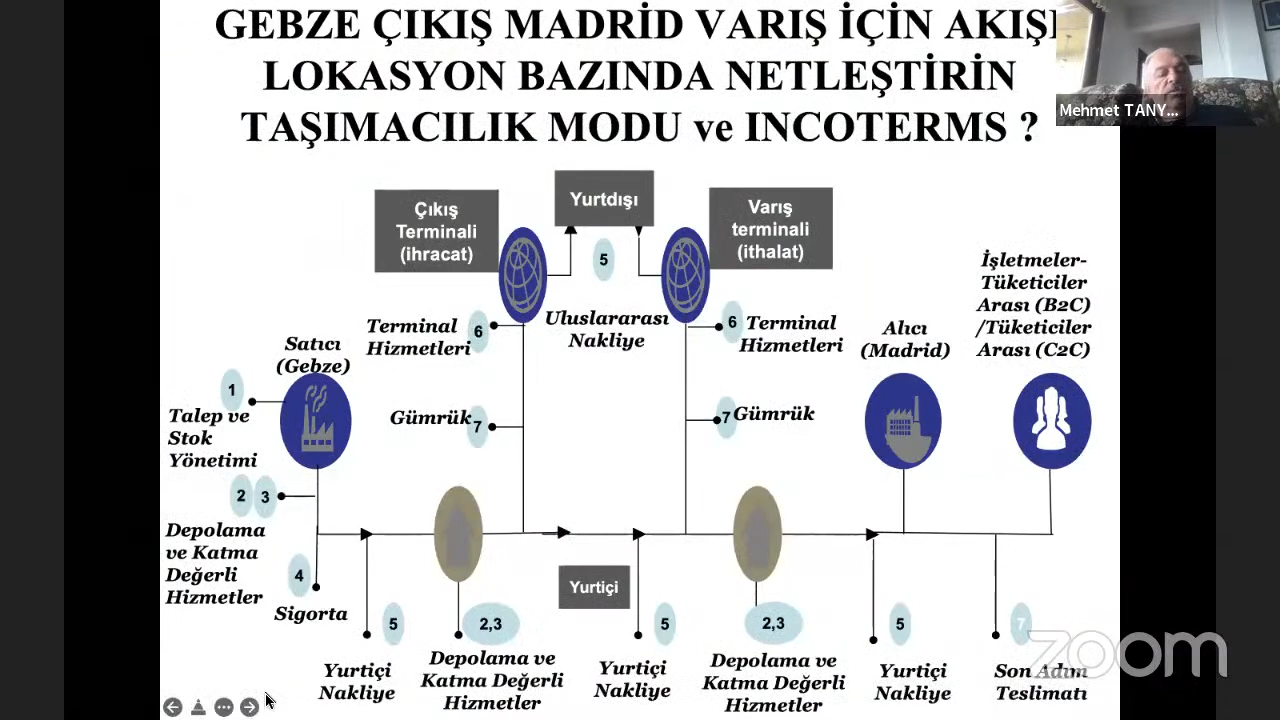 GEBZE ÇIKIŞ MADRİD VARIŞ İÇİN AKIŞI
LOKASYON BAZINDA NETLEŞTİRİN
TAŞIMACILIK MODU ve INCOTERMS ?
Mehmet TANY...
Çıkış
Terminali
(ihracat)
Yurtdışı
Varış
terminali
(ithalat)
5
Uluslararası
Nakliye
Terminal
Hizmetleri
6
6
Terminal
Hizmetleri
Gümrük
7
7
Gümrük
Satıcı
(Gebze)
Alıcı
(Madrid)
İşletmeler-
Tüketiciler
Arası (B2C)
/Tüketiciler
Arası (C2C)
1
Talep ve
Stok
Yönetimi
2 3
Depolama
ve Katma
Değerli
Hizmetler
4
Sigorta
Yurtiçi
5
Yurtiçi
Nakliye
2,3
Depolama ve
Katma Değerli
Hizmetler
5
Yurtiçi
Nakliye
2,3
Depolama ve
Katma Değerli
Hizmetler
5
Yurtiçi
Nakliye
7
Son Adım
Teslimatı
zoom